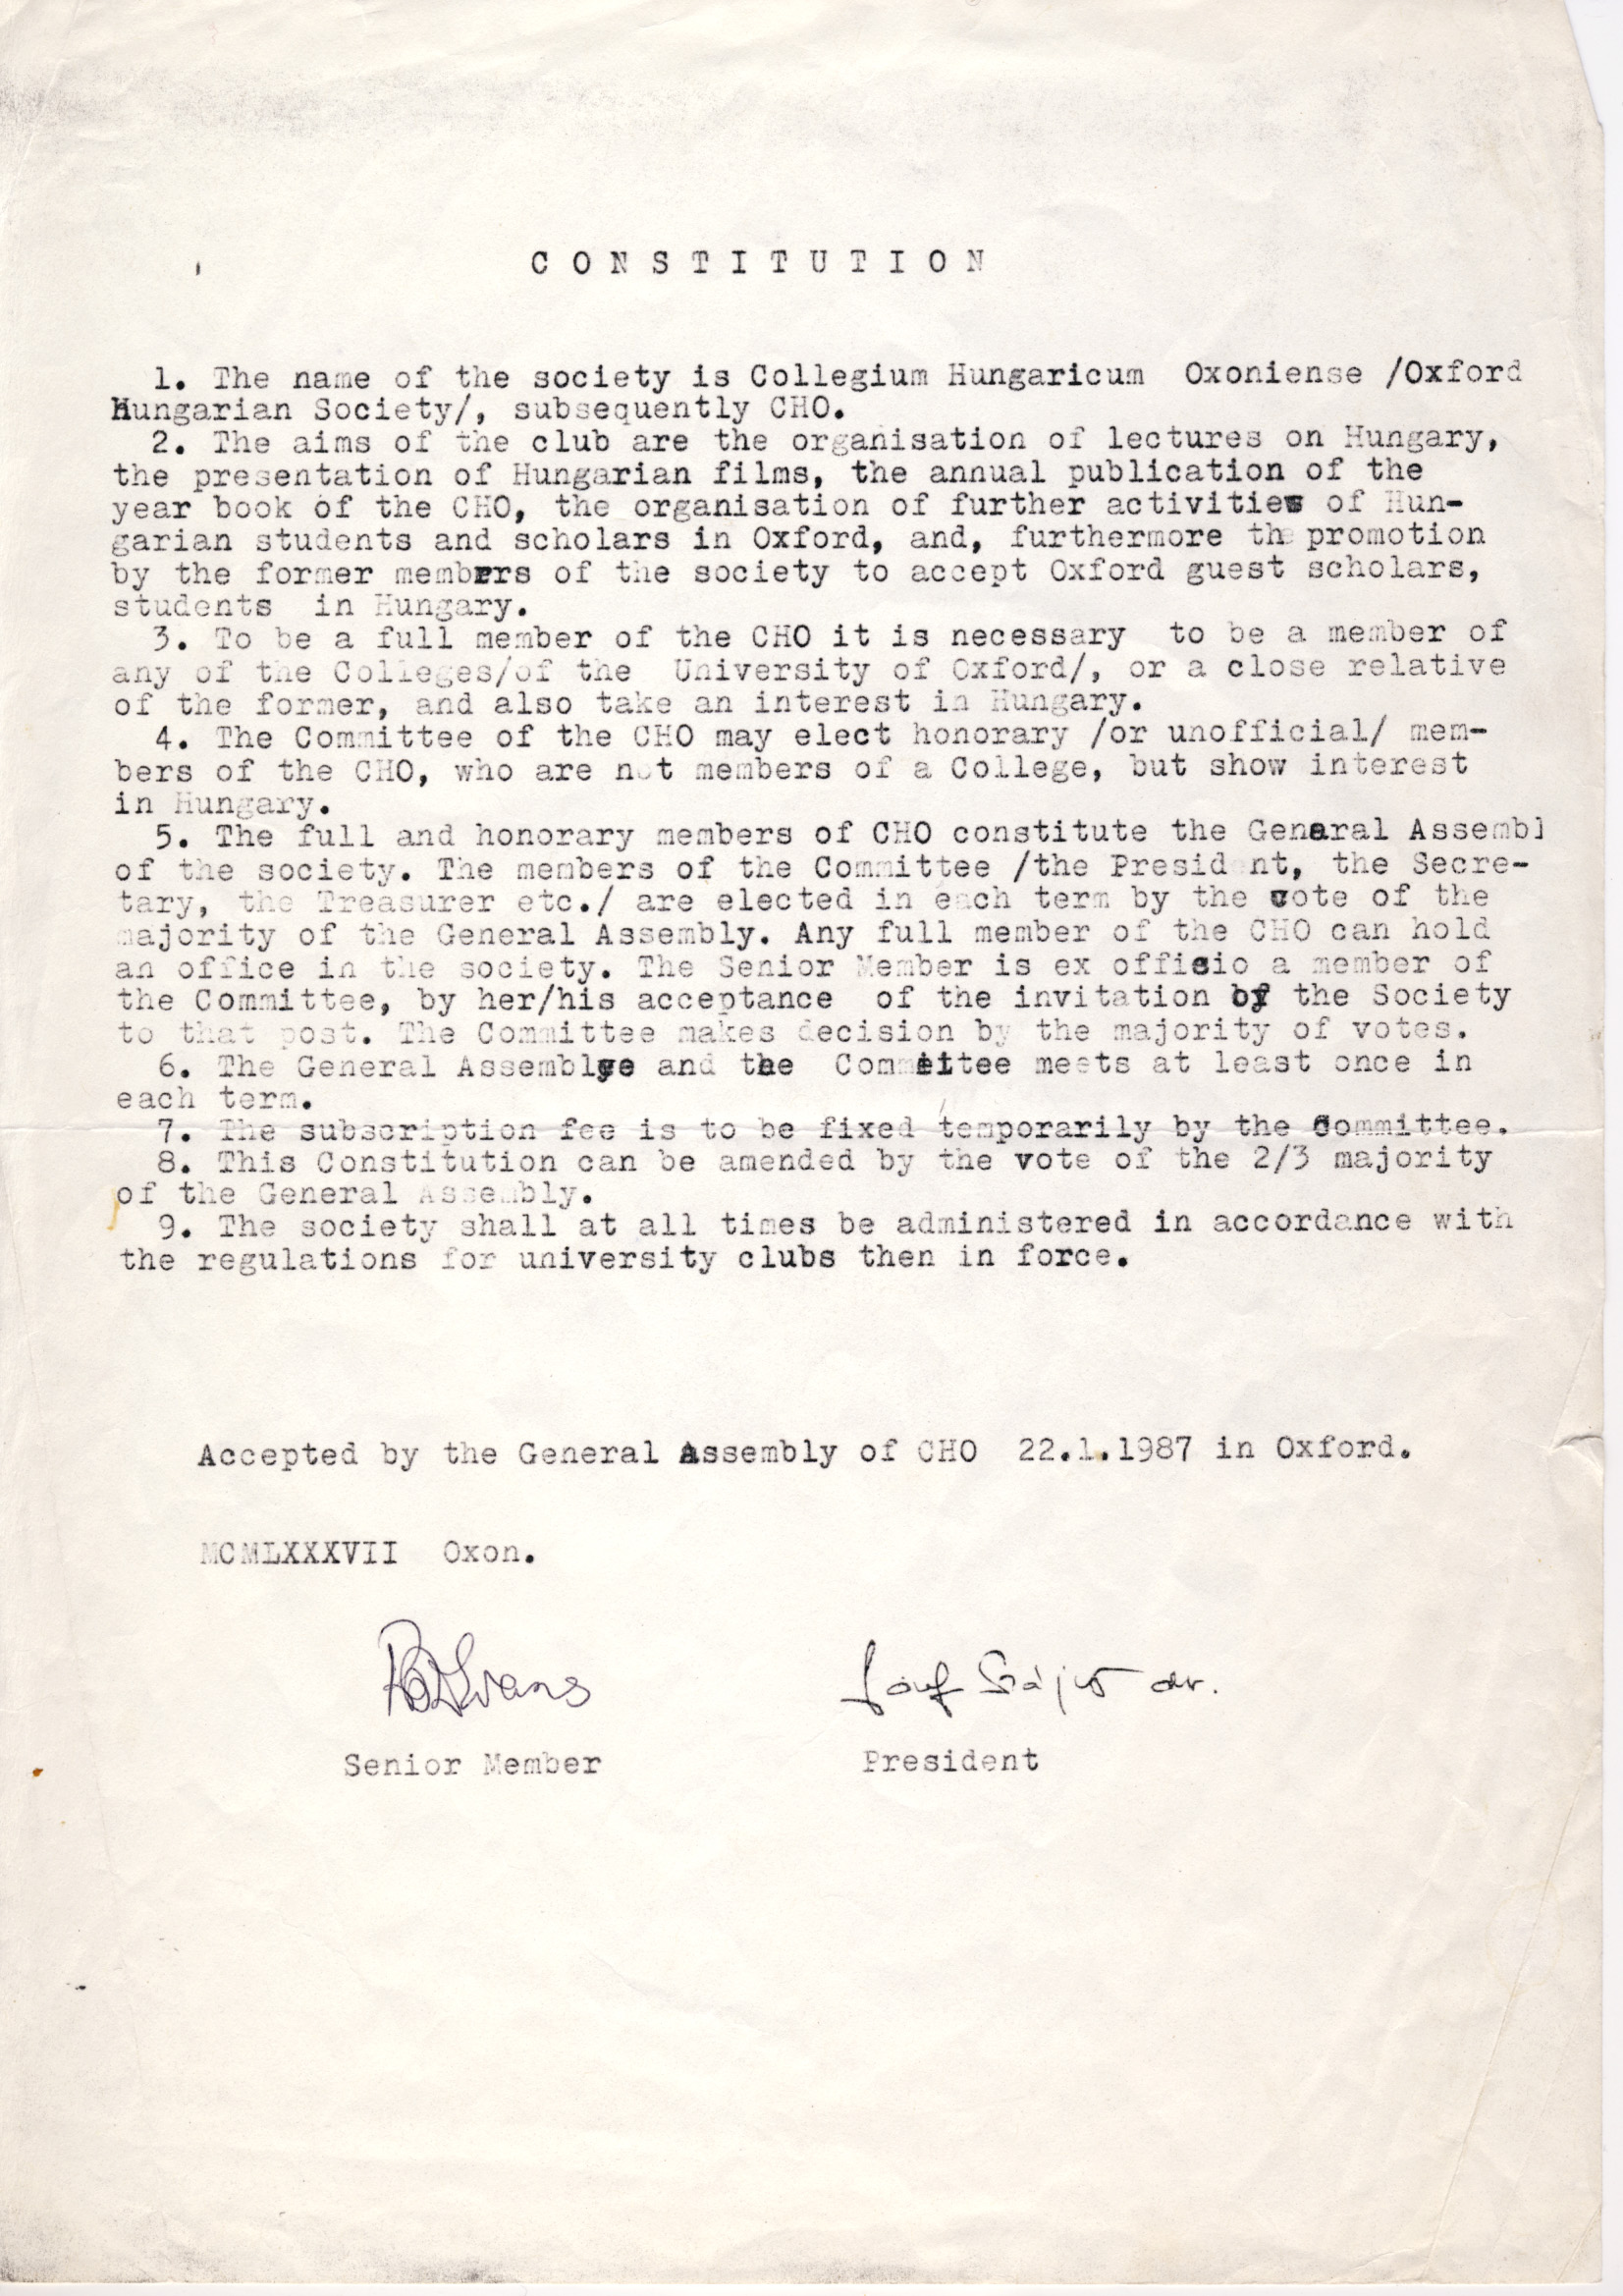 CONSTITUTION
1. The name of the society is Collegium Hungaricum Oxoniense /Oxford
Hungarian Society/, subsequently CHO.
2. The aims of the club are the organisation of lectures on Hungary,
the presentation of Hungarian films, the annual publication of the
year book of the CHO, the organisation of further activities of Hun-
garian students and scholars in Oxford, and, furthermore the promotion
by the former membrrs of the society to accept Oxford guest scholars,
students in Hungary.
3. To be a full member of the CHO it is necessary to be a member of
any of the Colleges/of the University of Oxford/, or a close relative
of the former, and also take an interest in Hungary.
4. The Committee of the CHO may elect honorary /or unofficial/ mem-
bers of the CHO, who are not members of a College, but show interest
in Hungary.
5. The full and honorary members of CHO constitute the Genaral Assembl
of the society. The members of the Committee /the President, the Secre-
tary, the Treasurer etc./ are elected in each term by the vote of the
majority of the General Assembly. Any full member of the CHO can hold
an office in the society. The Senior Member is ex officio a member of
the Committee, by her/his acceptance of the invitation of the Society
to that post. The Committee makes decision by the majority of votes.
6. The General Assemblye and the Committee meets at least once in
each term.
7. The subscription fee is to be fixed temporarily by the Committee.
8. This Constitution can be amended by the vote of the 2/3 majority
of the General Assembly.
9. The society shall at all times be administered in accordance with
the regulations for university clubs then in force.
Accepted by the General Assembly of CHO 22.1.1987 in Oxford.
MCMLXXXVII Oxon.
Evans dr.
Senior Member President